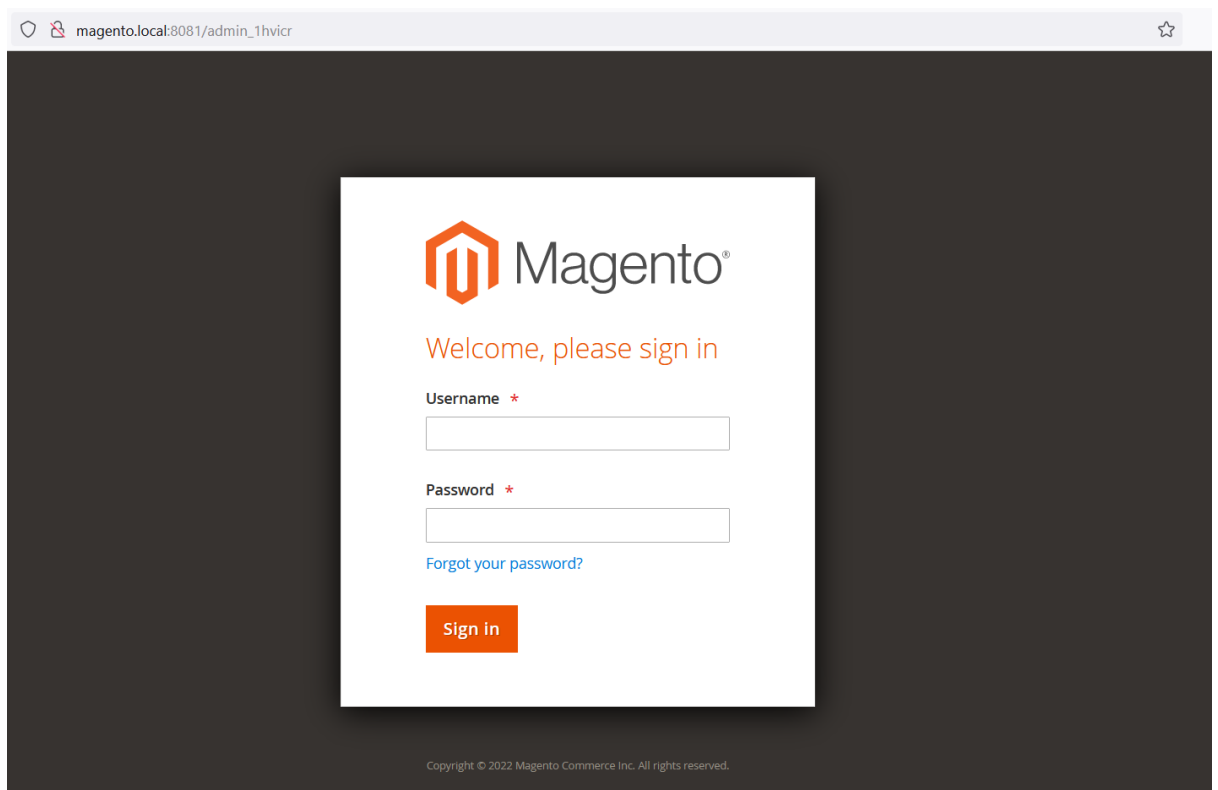 magento.local:8081/admin_1hvicr
Magento®
Welcome, please sign in
Username *
Password *
Forgot your password?
Sign in
Copyright © 2022 Magento Commerce Inc. All rights reserved.